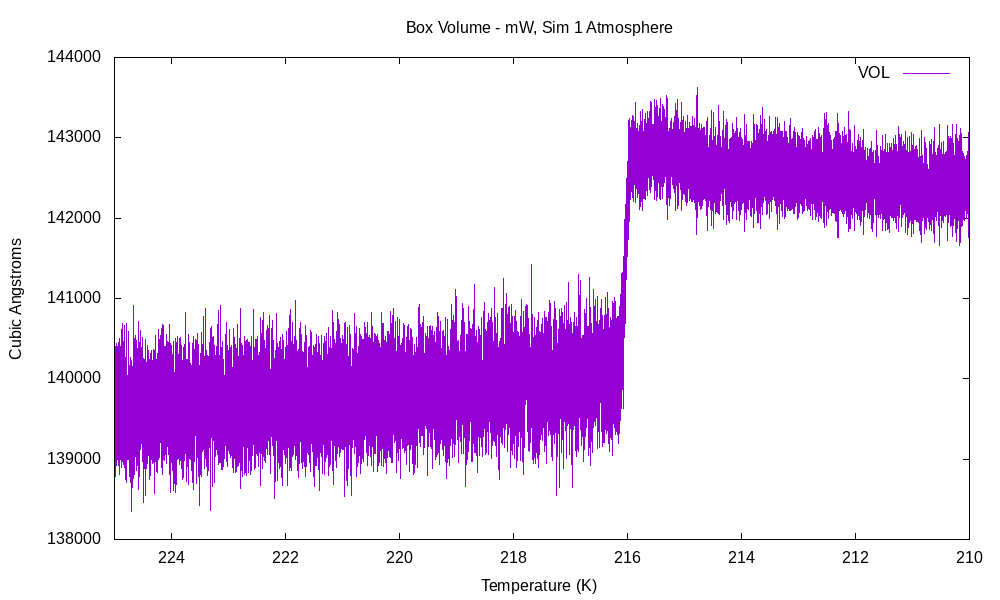 Box Volume - mW, Sim 1 Atmosphere
144000
VOL
143000
142000
141000
140000
139000
138000
Cubic Angstroms
224 222 220 218 216 214 212 210
Temperature (K)